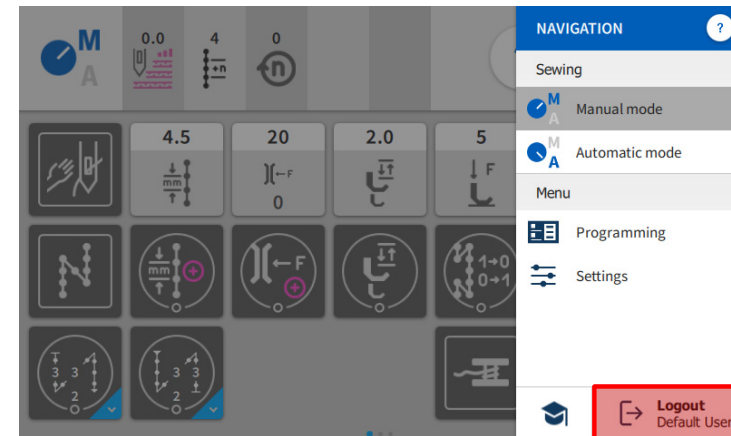 M
A
0.0
4
0
+n
n
4.5
20
2.0
5
mm
F
0
F
mm
F
1→0
0→1
3 3
2
3 3
2
NAVIGATION
?
Sewing
M
A
Manual mode
M
A
Automatic mode
Menu
Programming
Settings
Logout
Default User